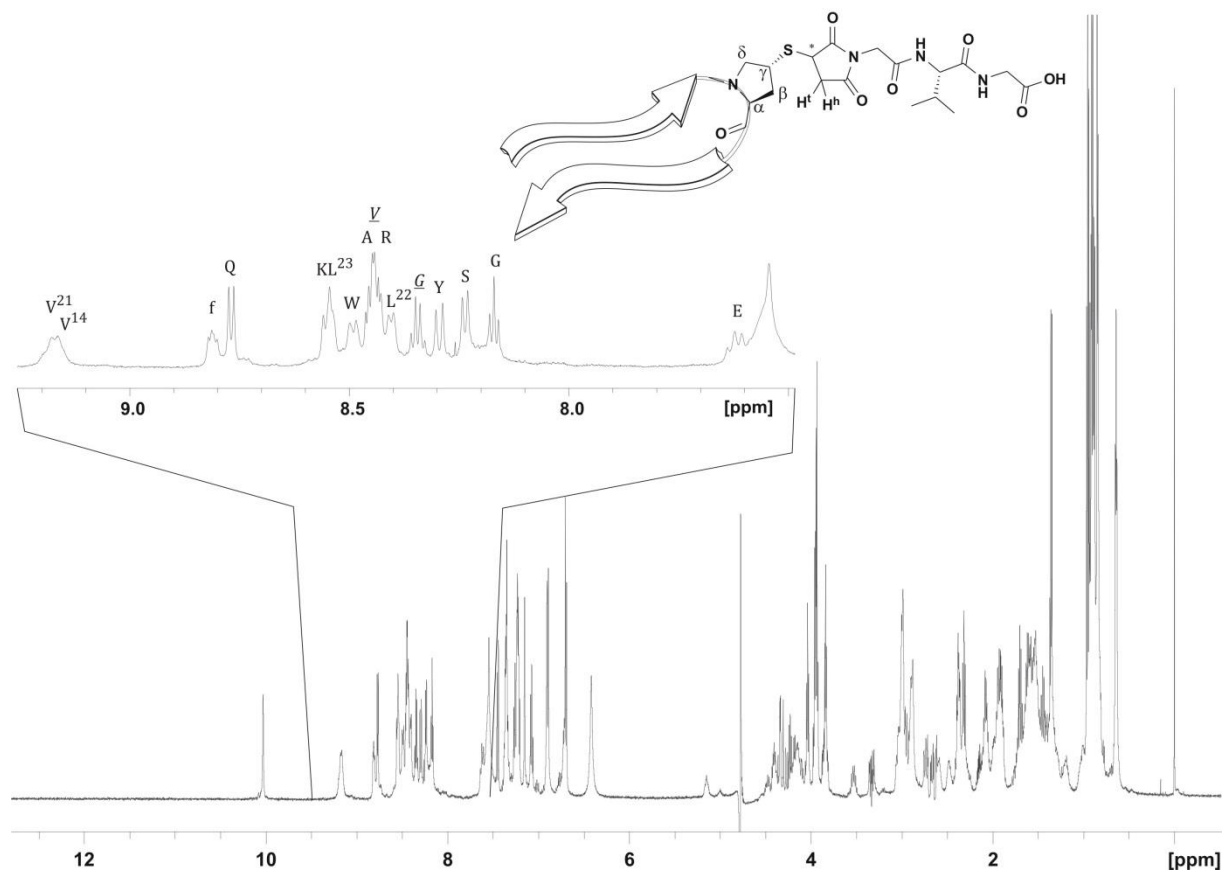 O
O
O
S
*
N
H
N
OH
δ
γ
N
β
α
O
N
H
O
O
O
Hᵗ
Hʰ
V
A
R
Q
KL²³
G
S
G
V²¹
V¹⁴
f
W
L²²
Y
E
9.0 8.5 8.0 [ppm]
12 10 8 6 4 2 [ppm]